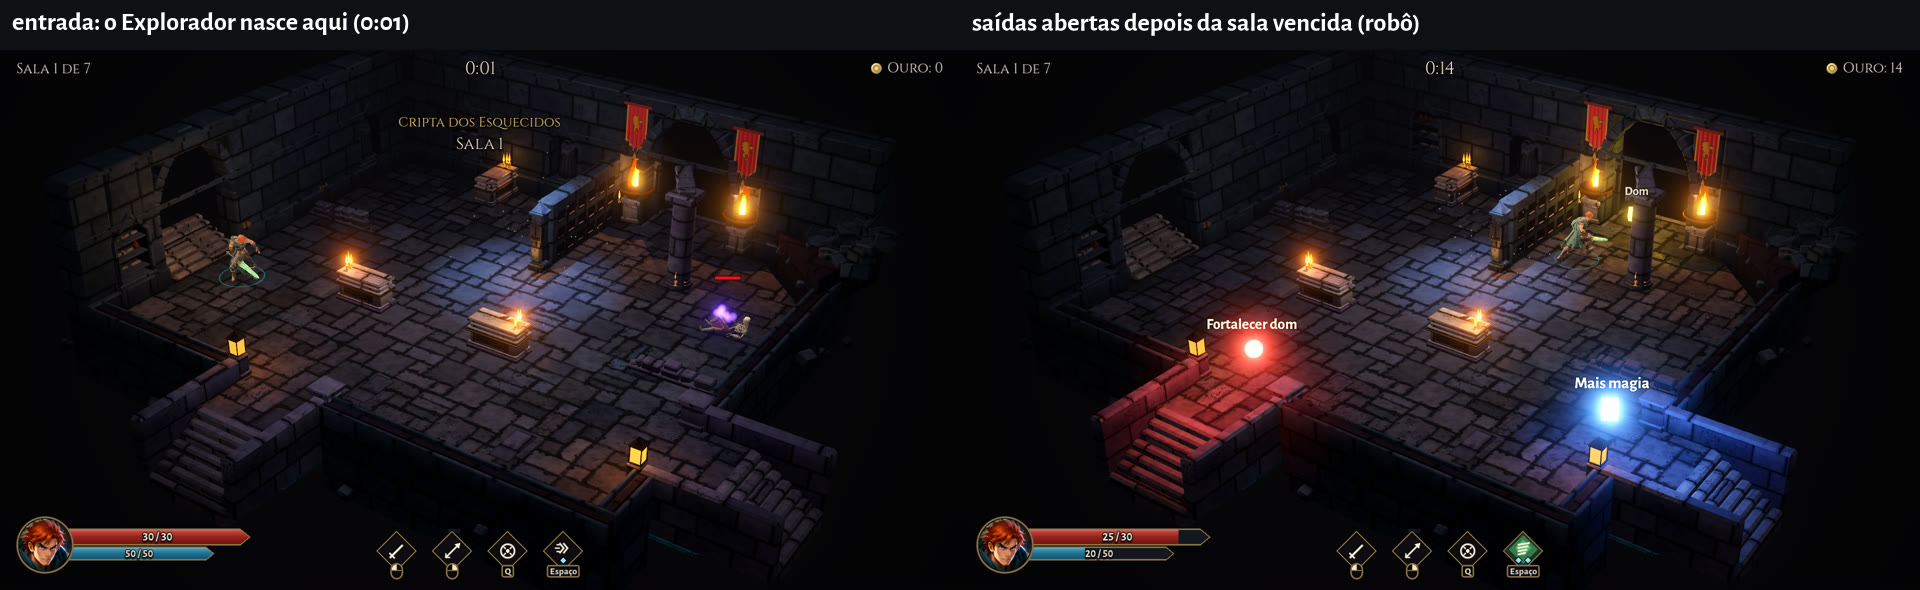 entrada: o Explorador nasce aqui (0:01)
SALA 1 DE 7
0:01
OURO: 0
CRIPTA DOS ESQUECIDOS
SALA 1
30/30
50/50
Q
Espaço
saídas abertas depois da sala vencida (robô)
SALA 1 DE 7
0:14
OURO: 14
Dom
Fortalecer dom
Mais magia
25/30
20/50
Q
Espaço